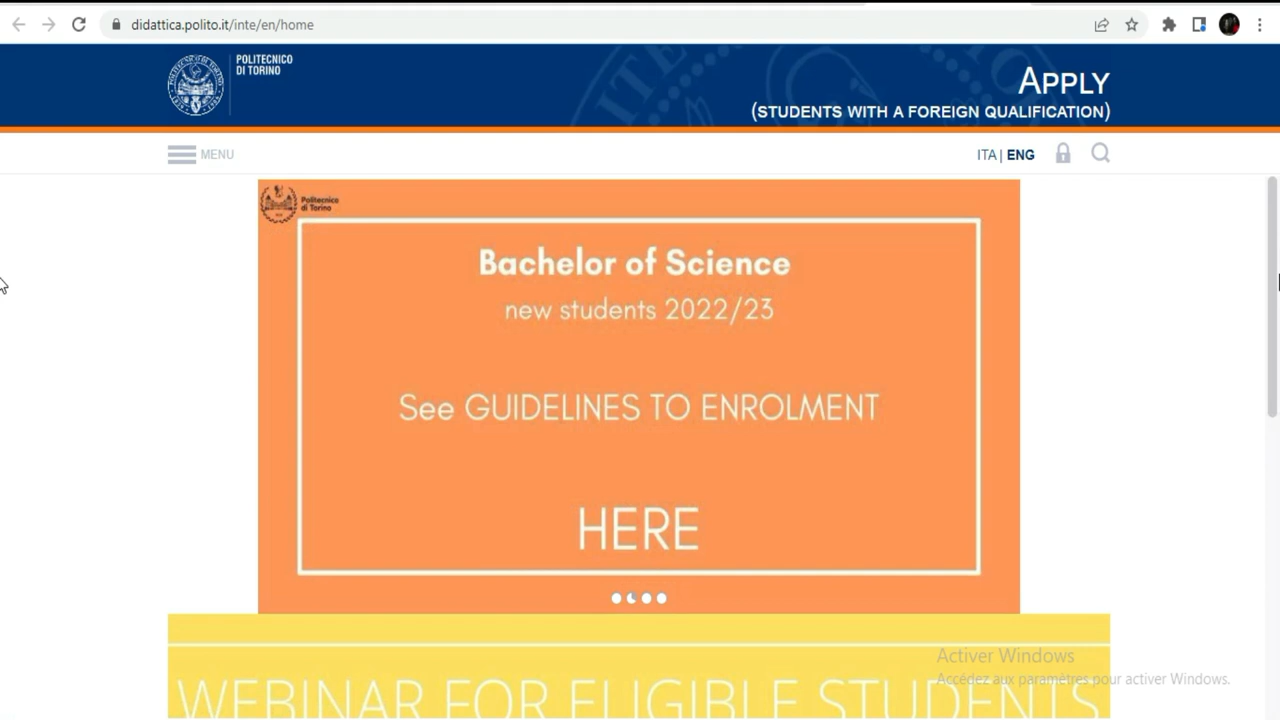 didattica.polito.it/inte/en/home
POLITECNICO
DI TORINO
APPLY
(STUDENTS WITH A FOREIGN QUALIFICATION)
MENU
ITA | ENG
Politecnico
di Torino
Bachelor of Science
new students 2022/23
See GUIDELINES TO ENROLMENT
HERE
WEBINAR FOR ELIGIBLE STUDENTS
Activer Windows
Accédez aux paramètres pour activer Windows.